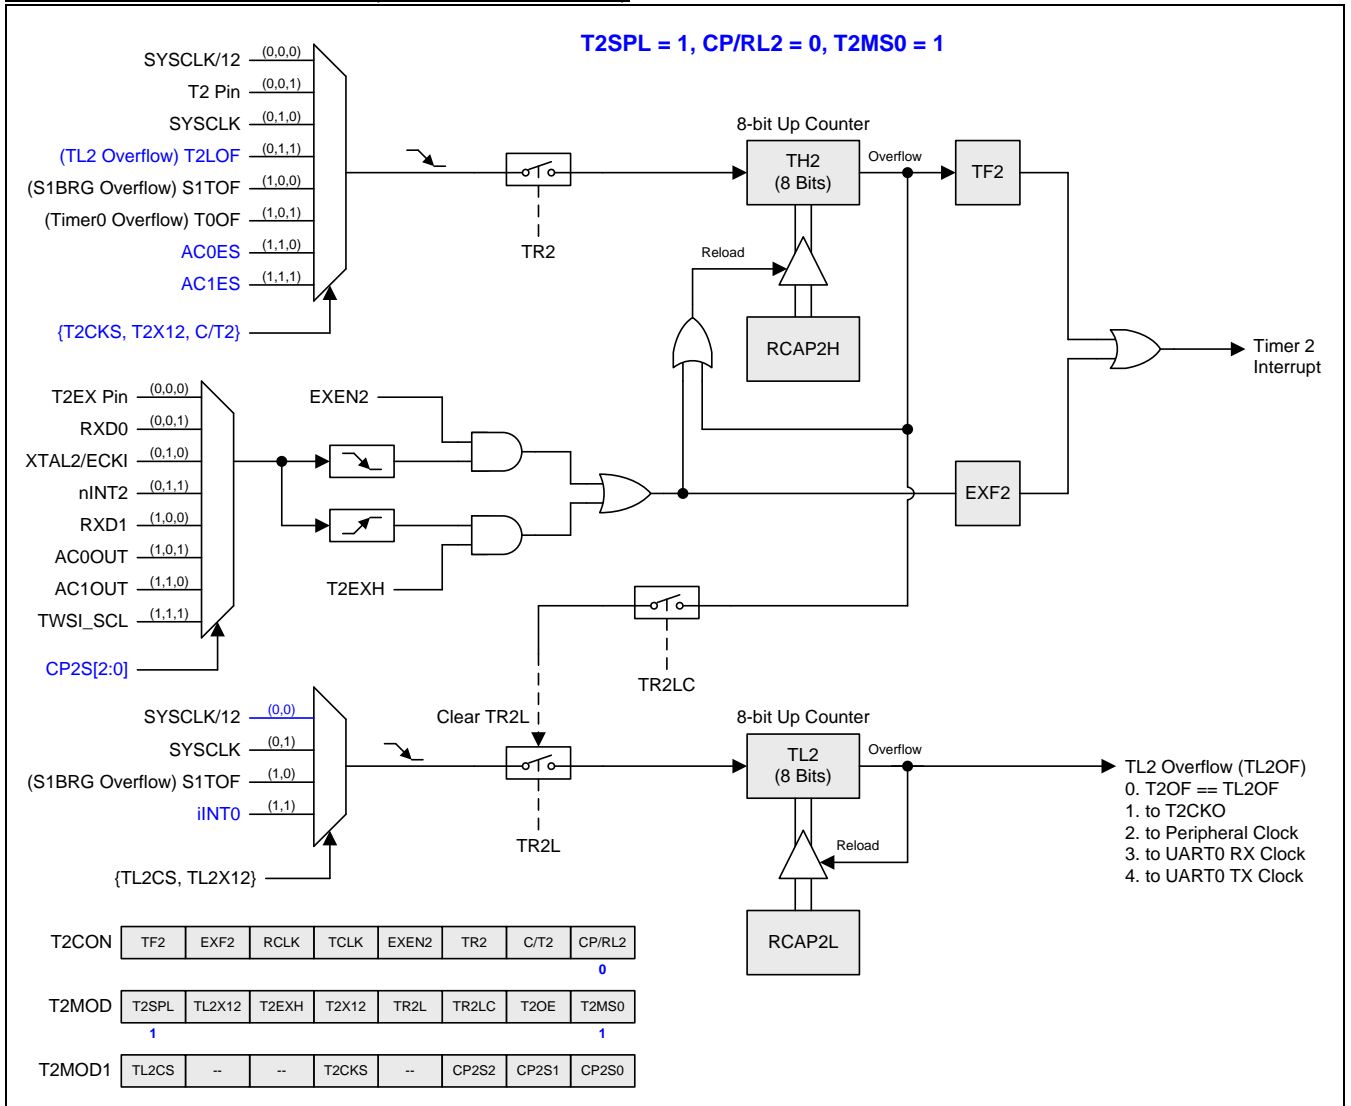 T2SPL = 1, CP/RL2 = 0, T2MS0 = 1
SYSCLK/12 (0,0,0)
T2 Pin (0,0,1)
SYSCLK (0,1,0)
(TL2 Overflow) T2LOF (0,1,1)
(S1BRG Overflow) S1TOF (1,0,0)
(Timer0 Overflow) T0OF (1,0,1)
AC0ES (1,1,0)
AC1ES (1,1,1)
{T2CKS, T2X12, C/T2}
TR2
8-bit Up Counter
TH2
(8 Bits)
Overflow
TF2
Reload
RCAP2H
Timer 2
Interrupt
T2EX Pin (0,0,0)
RXD0 (0,0,1)
XTAL2/ECKI (0,1,0)
nINT2 (0,1,1)
RXD1 (1,0,0)
AC0OUT (1,0,1)
AC1OUT (1,1,0)
TWSI_SCL (1,1,1)
CP2S[2:0]
EXEN2
T2EXH
EXF2
TR2LC
Clear TR2L
SYSCLK/12 (0,0)
SYSCLK (0,1)
(S1BRG Overflow) S1TOF (1,0)
iINT0 (1,1)
{TL2CS, TL2X12}
TR2L
8-bit Up Counter
TL2
(8 Bits)
Overflow
Reload
RCAP2L
TL2 Overflow (TL2OF)
0. T2OF == TL2OF
1. to T2CKO
2. to Peripheral Clock
3. to UART0 RX Clock
4. to UART0 TX Clock
T2CON TF2 EXF2 RCLK TCLK EXEN2 TR2 C/T2 CP/RL2
0
T2MOD T2SPL TL2X12 T2EXH T2X12 TR2L TR2LC T2OE T2MS0
1 1
T2MOD1 TL2CS -- -- T2CKS -- CP2S2 CP2S1 CP2S0